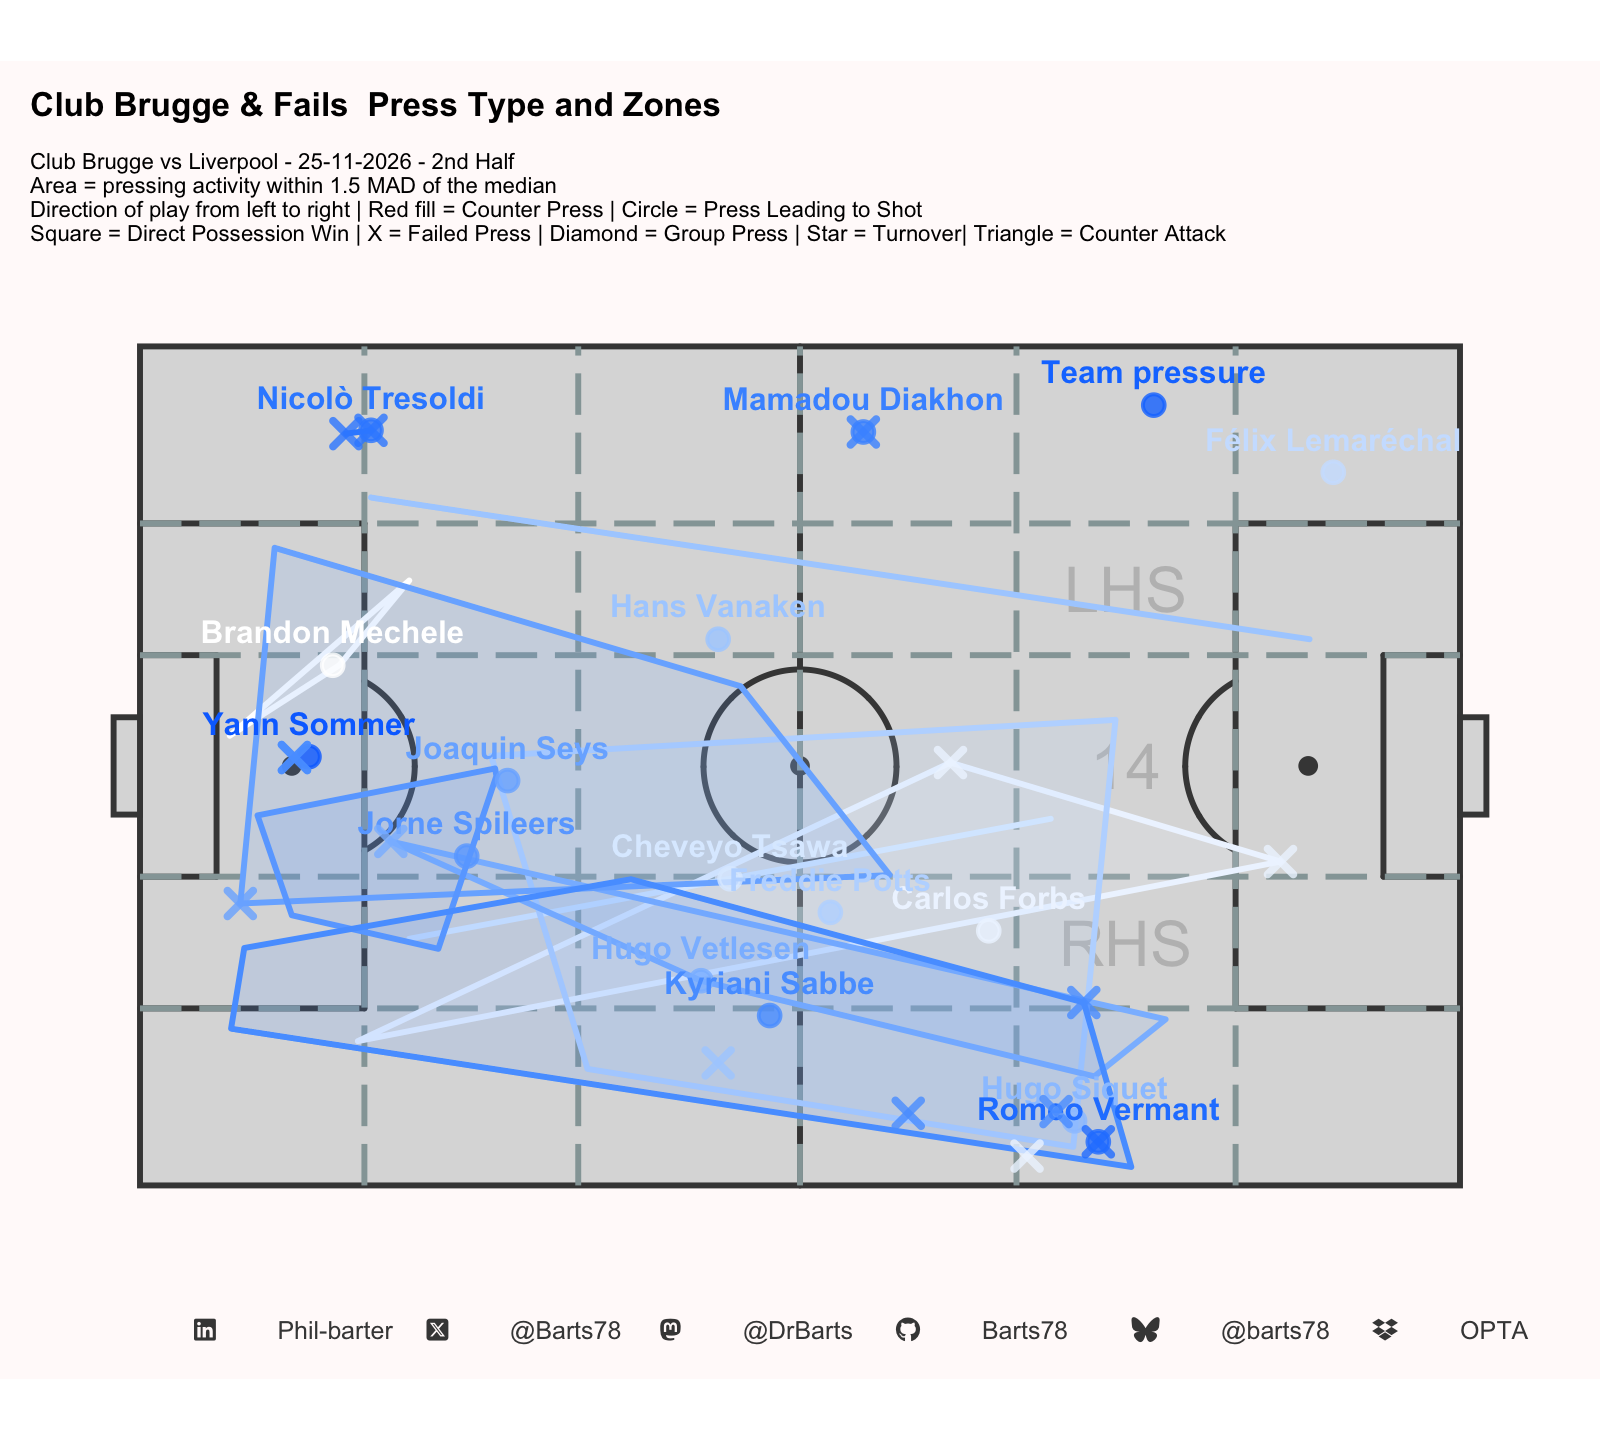 Club Brugge & Fails  Press Type and Zones
Club Brugge vs Liverpool - 25-11-2026 - 2nd Half
Area = pressing activity within 1.5 MAD of the median
Direction of play from left to right | Red fill = Counter Press | Circle = Press Leading to Shot
Square = Direct Possession Win | X = Failed Press | Diamond = Group Press | Star = Turnover| Triangle = Counter Attack
Team pressure
Nicolò Tresoldi
Mamadou Diakhon
Félix Lemaréchal
LHS
Hans Vanaken
Brandon Mechele
Yann Sommer
Joaquin Seys
14
Jorne Spileers
Cheveyo Tsawa
Freddie Potts
Carlos Forbs
RHS
Hugo Vetlesen
Kyriani Sabbe
Hugo Siquet
Romeo Vermant
Phil-barter
@Barts78
@DrBarts
Barts78
@barts78
OPTA